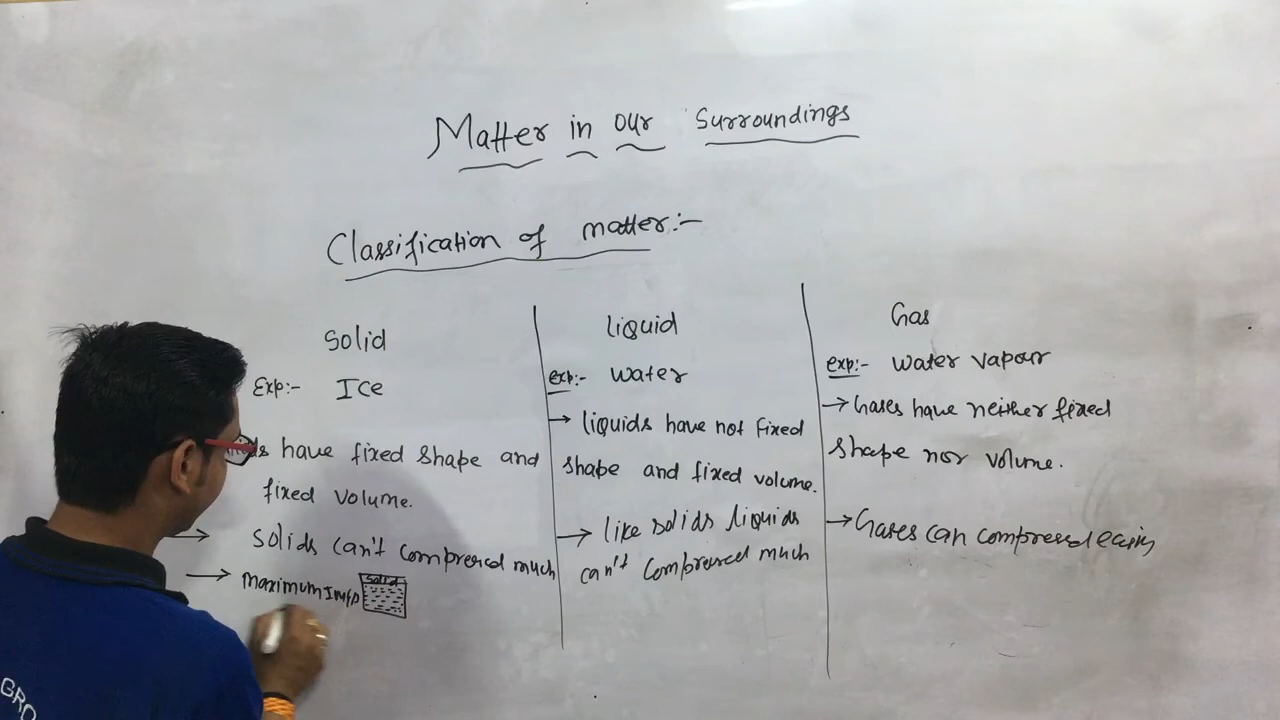 Matter in our Surroundings
Classification of matter:-
Solid
Exp:- Ice
have fixed shape and
fixed volume.
→ Solids can't compressed much
→ maximum
Solid
liquid
exp:- water
→ liquids have not fixed
shape and fixed volume.
→ like solids liquids
can't compressed much
Gas
exp:- water vapour
→ Gases have neither fixed
shape nor volume.
→ Gases can compressed
GRO